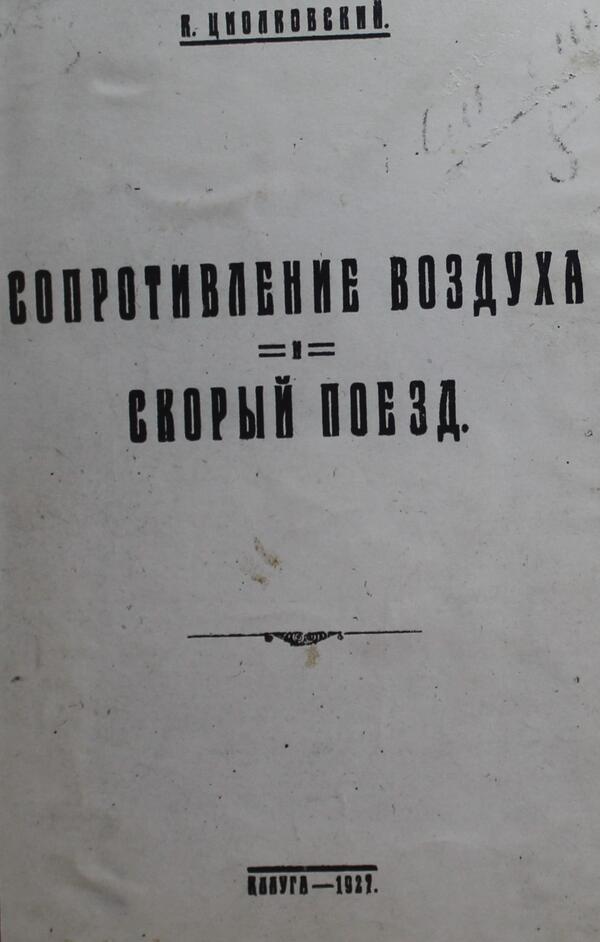 К. ЦИОЛКОВСКИЙ.
СОПРОТИВЛЕНИЕ ВОЗДУХА
=и=
СКОРЫЙ ПОЕЗД.
КАЛУГА—1927.